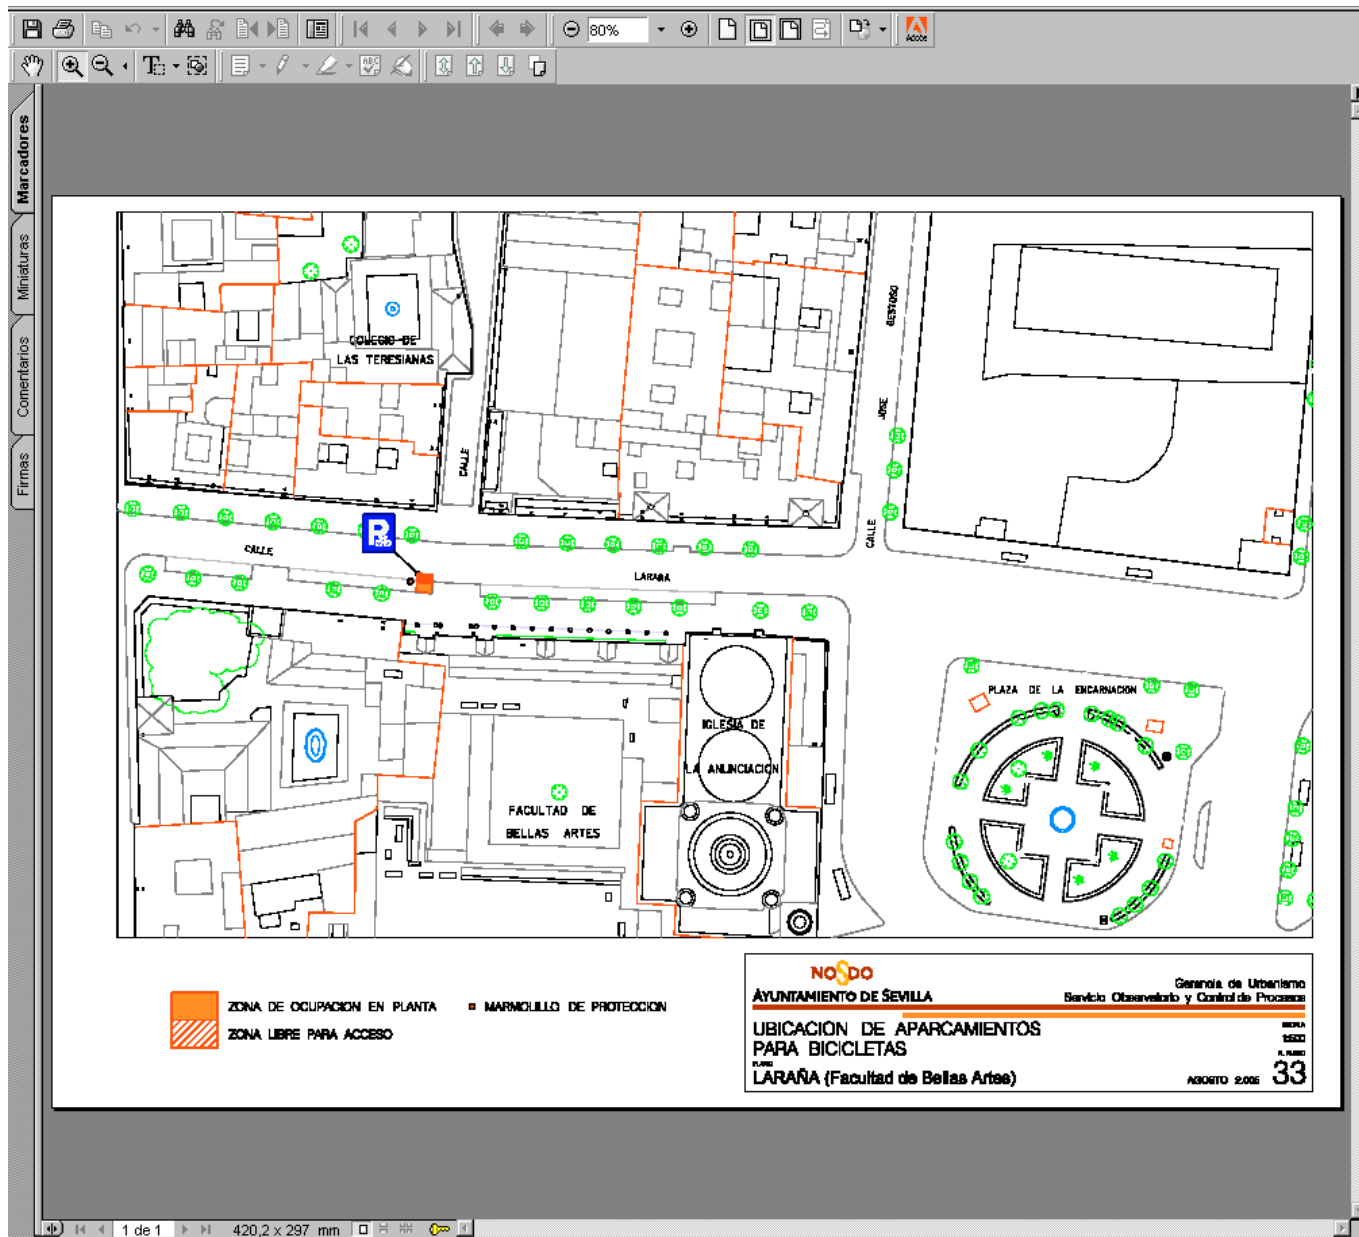 80%
Adobe
Marcadores
Miniaturas
Comentarios
Firmas
COLEGIO DE
LAS TERESIANAS
CALLE
JOSE
GESTOSO
CALLE
CALLE
LARAÑA
R
PLAZA DE LA ENCARNACION
IGLESIA DE
LA ANUNCIACION
FACULTAD DE
BELLAS ARTES
ZONA DE OCUPACION EN PLANTA
MARMOLILLO DE PROTECCION
ZONA LIBRE PARA ACCESO
NO8DO
AYUNTAMIENTO DE SEVILLA
Gerencia de Urbanismo
Servicio Observatorio y Control de Procesos
UBICACION DE APARCAMIENTOS
PARA BICICLETAS
LARAÑA (Facultad de Bellas Artes)
AGOSTO 2.005
33
1 de 1
420,2 x 297 mm